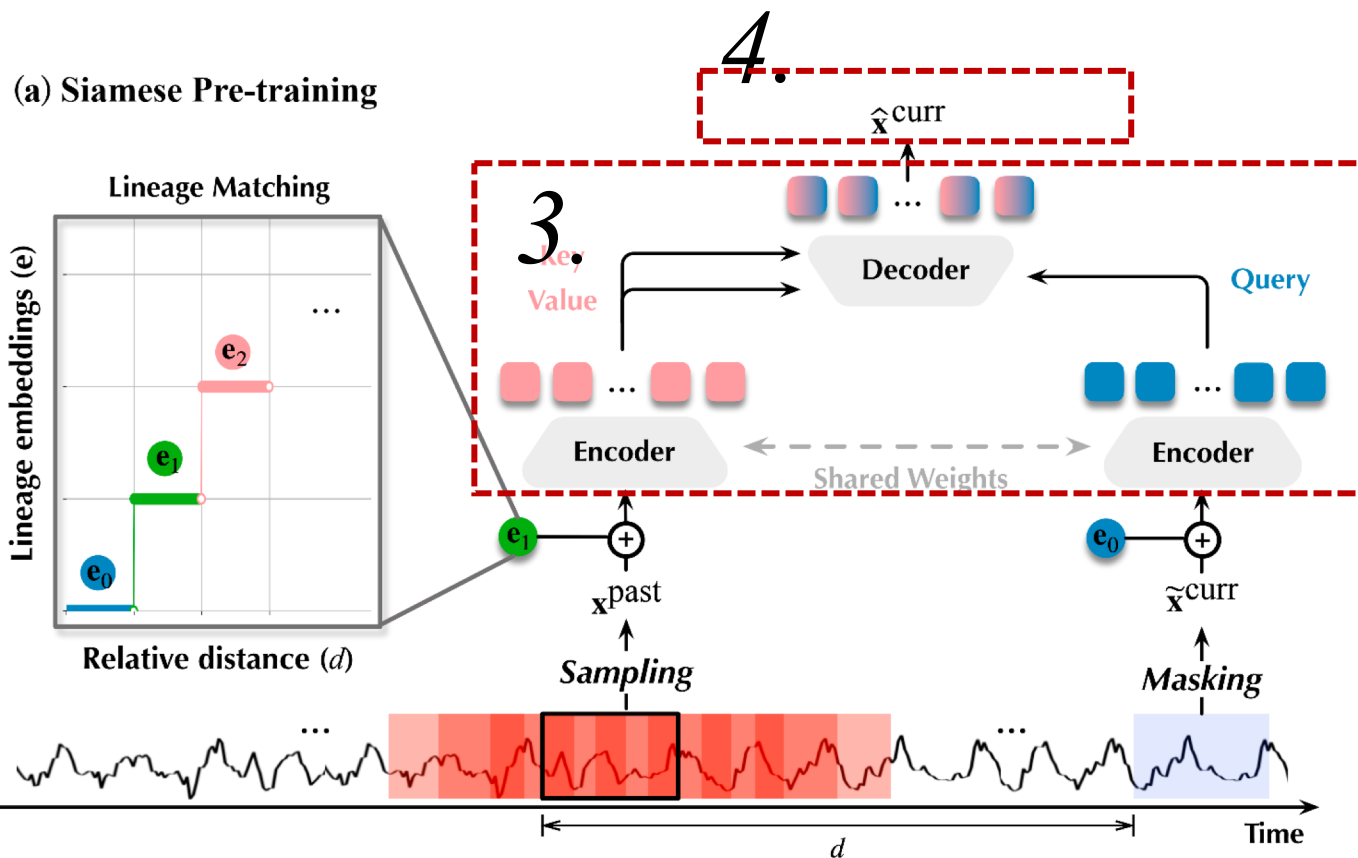 4.
(a) Siamese Pre-training
x̂curr
Lineage Matching
3.
Key
Value
Decoder
Query
Lineage embeddings (e)
...
...
e2
e1
e0
...
...
Encoder
Encoder
Shared Weights
e1
+
e0
+
xpast
x̃curr
Relative distance (d)
Sampling
Masking
...
...
Time
d